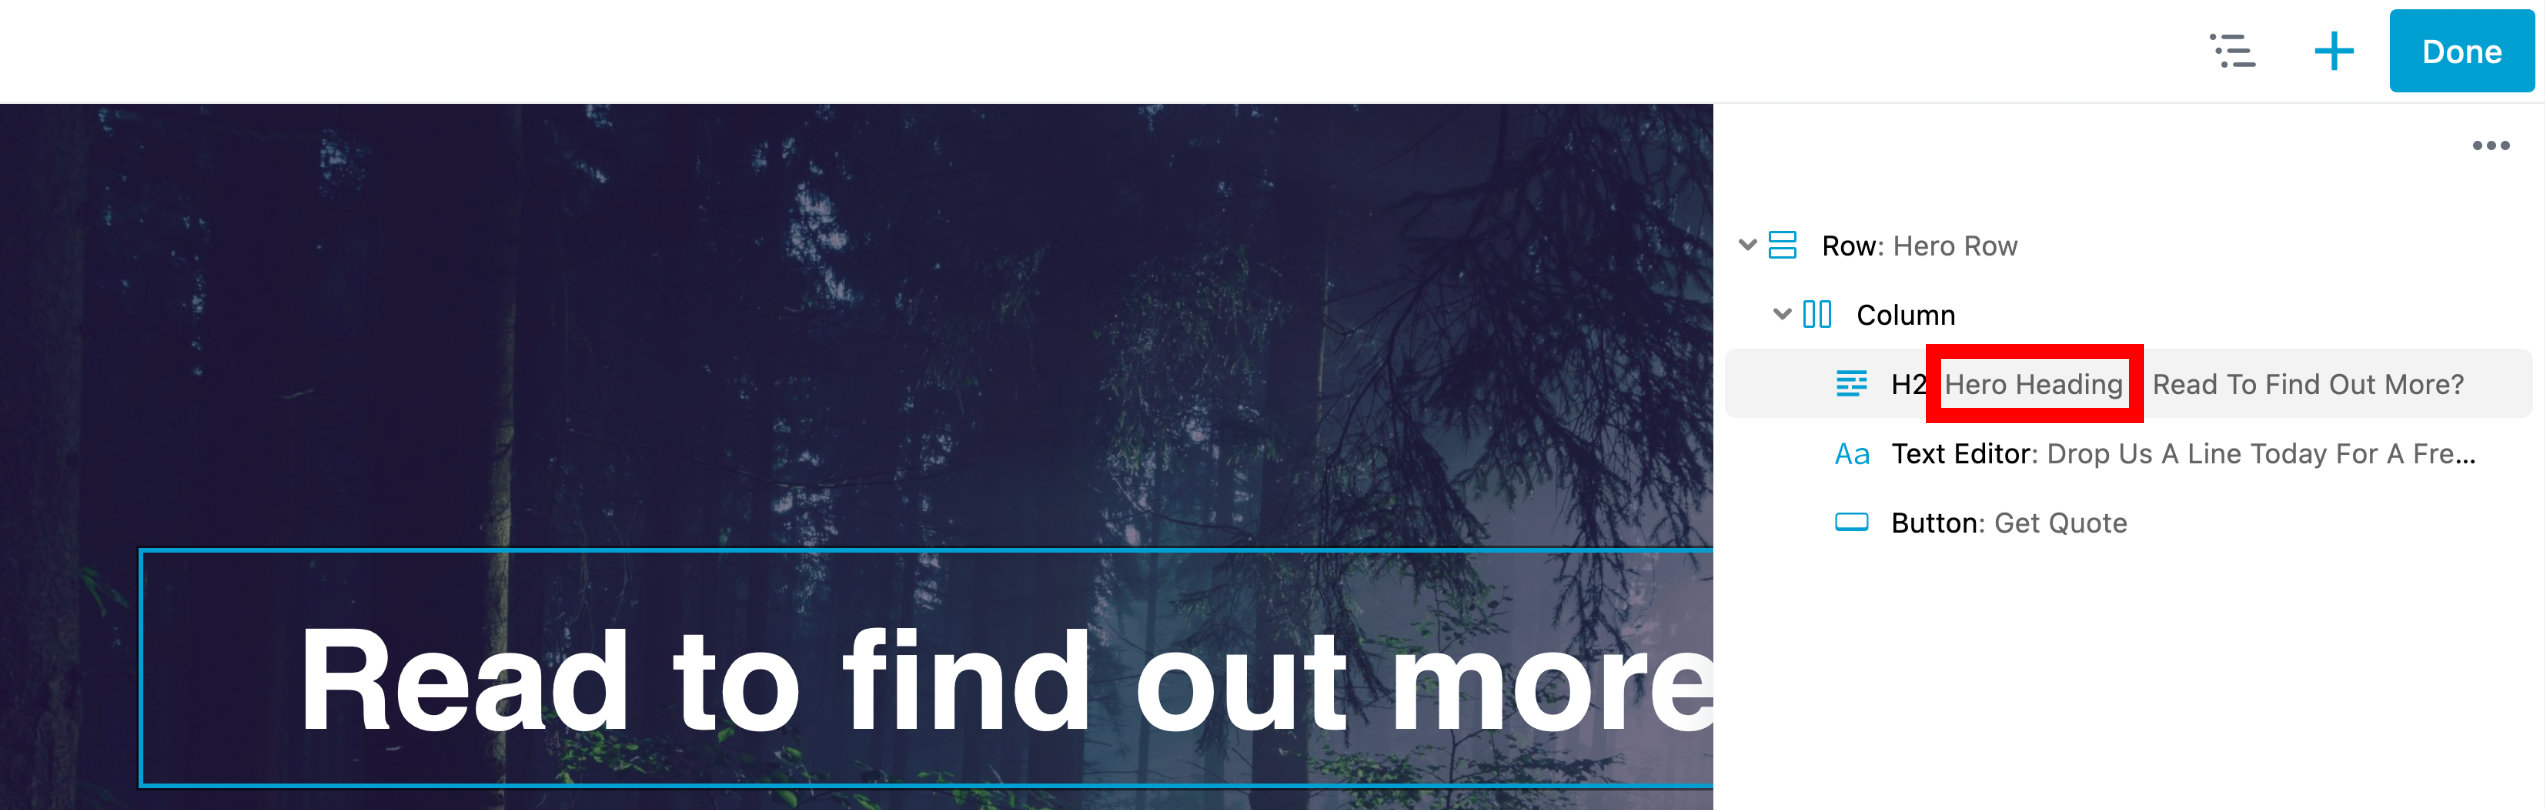 Done
Row: Hero Row
Column
H2 Hero Heading Read To Find Out More?
Aa Text Editor: Drop Us A Line Today For A Fre...
Button: Get Quote
Read to find out more